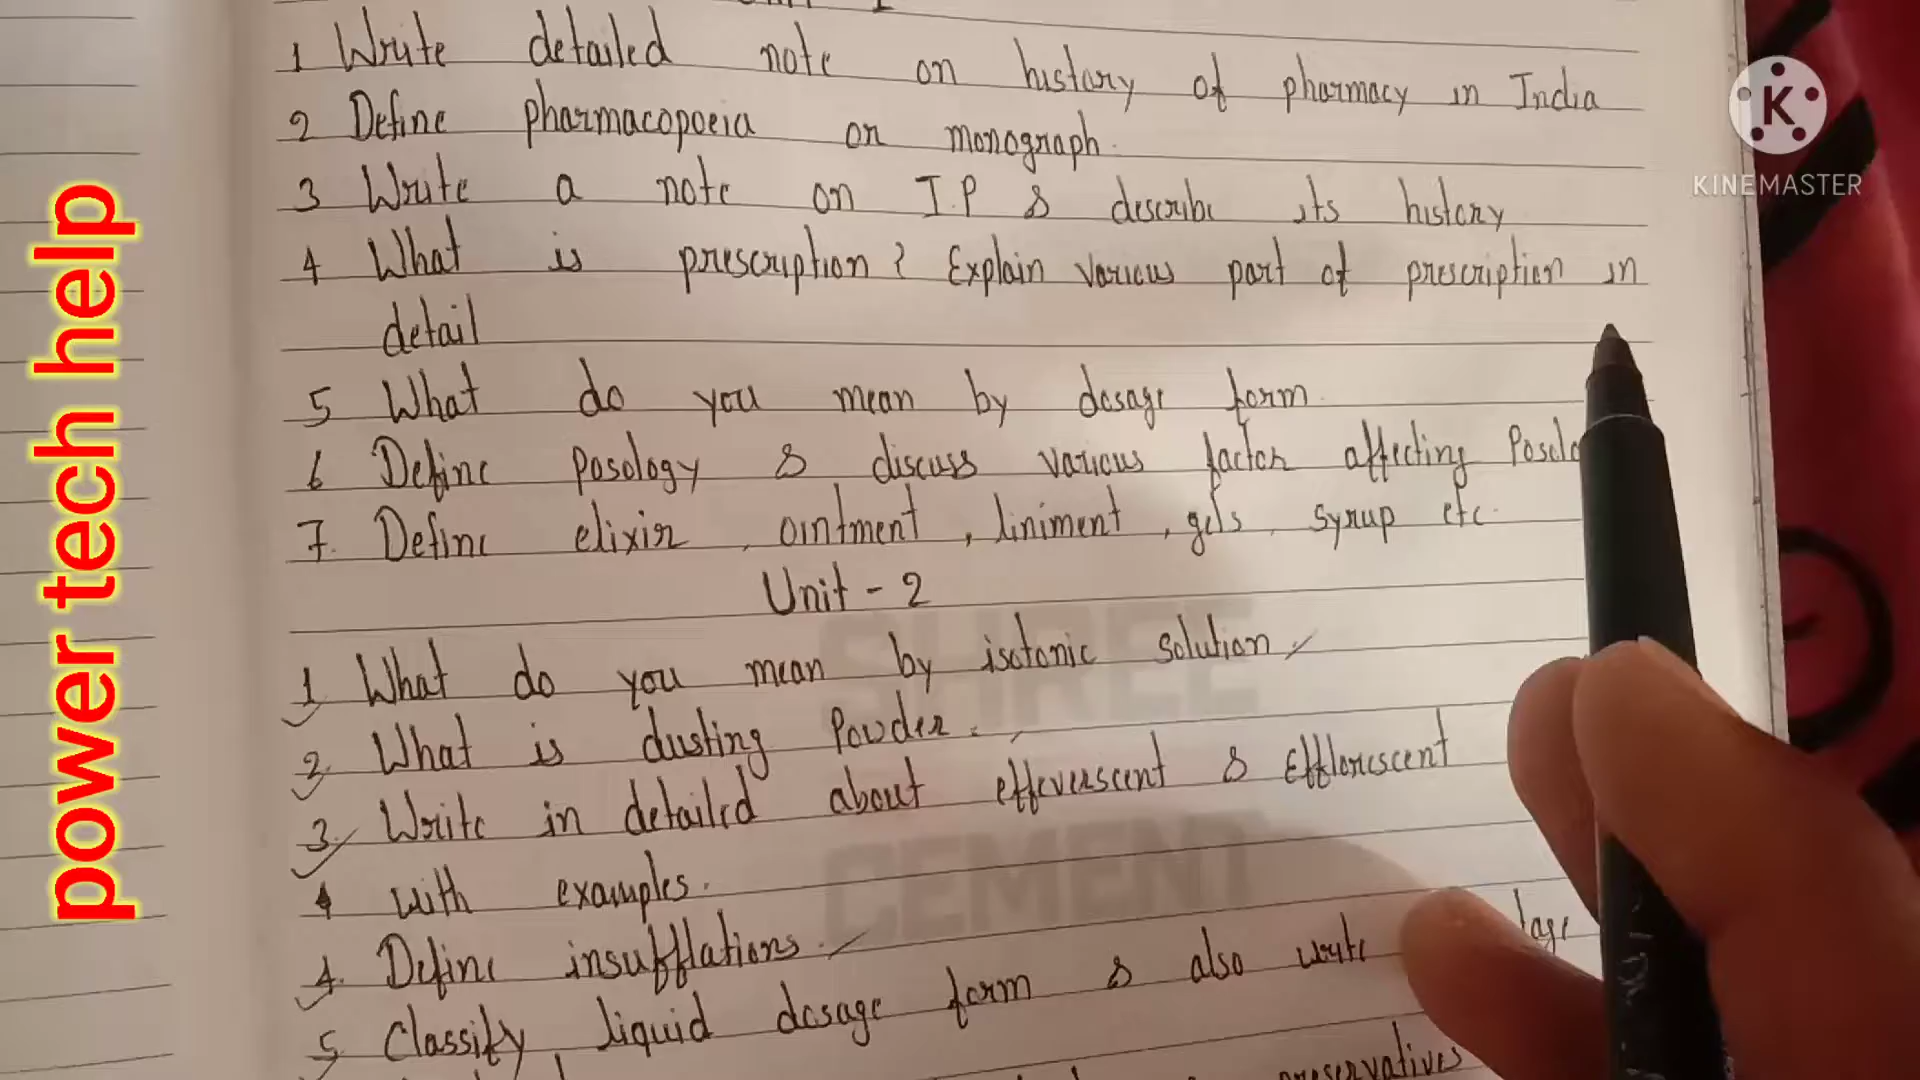 1 Write detailed note on history of pharmacy in India
2 Define pharmacopoeia or monograph.
3 Write a note on I.P & describe its history
4 What is prescription? Explain various part of prescription in
detail
5 What do you mean by dosage form.
6 Define posology & discuss various factor affecting
7. Define elixir, ointment, liniment, gels, syrup etc.
Unit - 2
1 What do you mean by isotonic solution
2 What is dusting Powder.
3. Write in detailed about effeverscent & Efflorescent
4 with examples.
4. Define insufflations.
5 Classify liquid dosage form & also write
preservatives
power tech help
K
KINEMASTER
SHREE
CEMENT